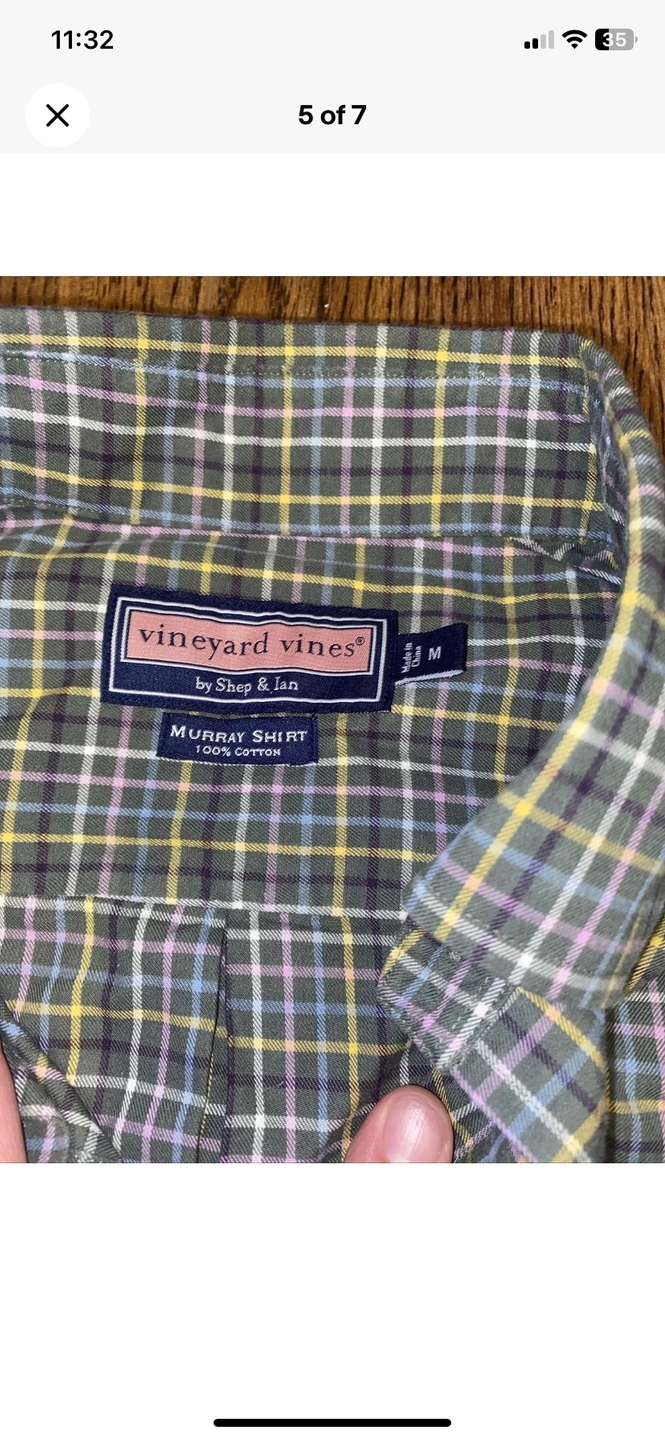 11:32
35
5 of 7
vineyard vines®
by Shep & Ian
Made in
China
M
MURRAY SHIRT
100% COTTON